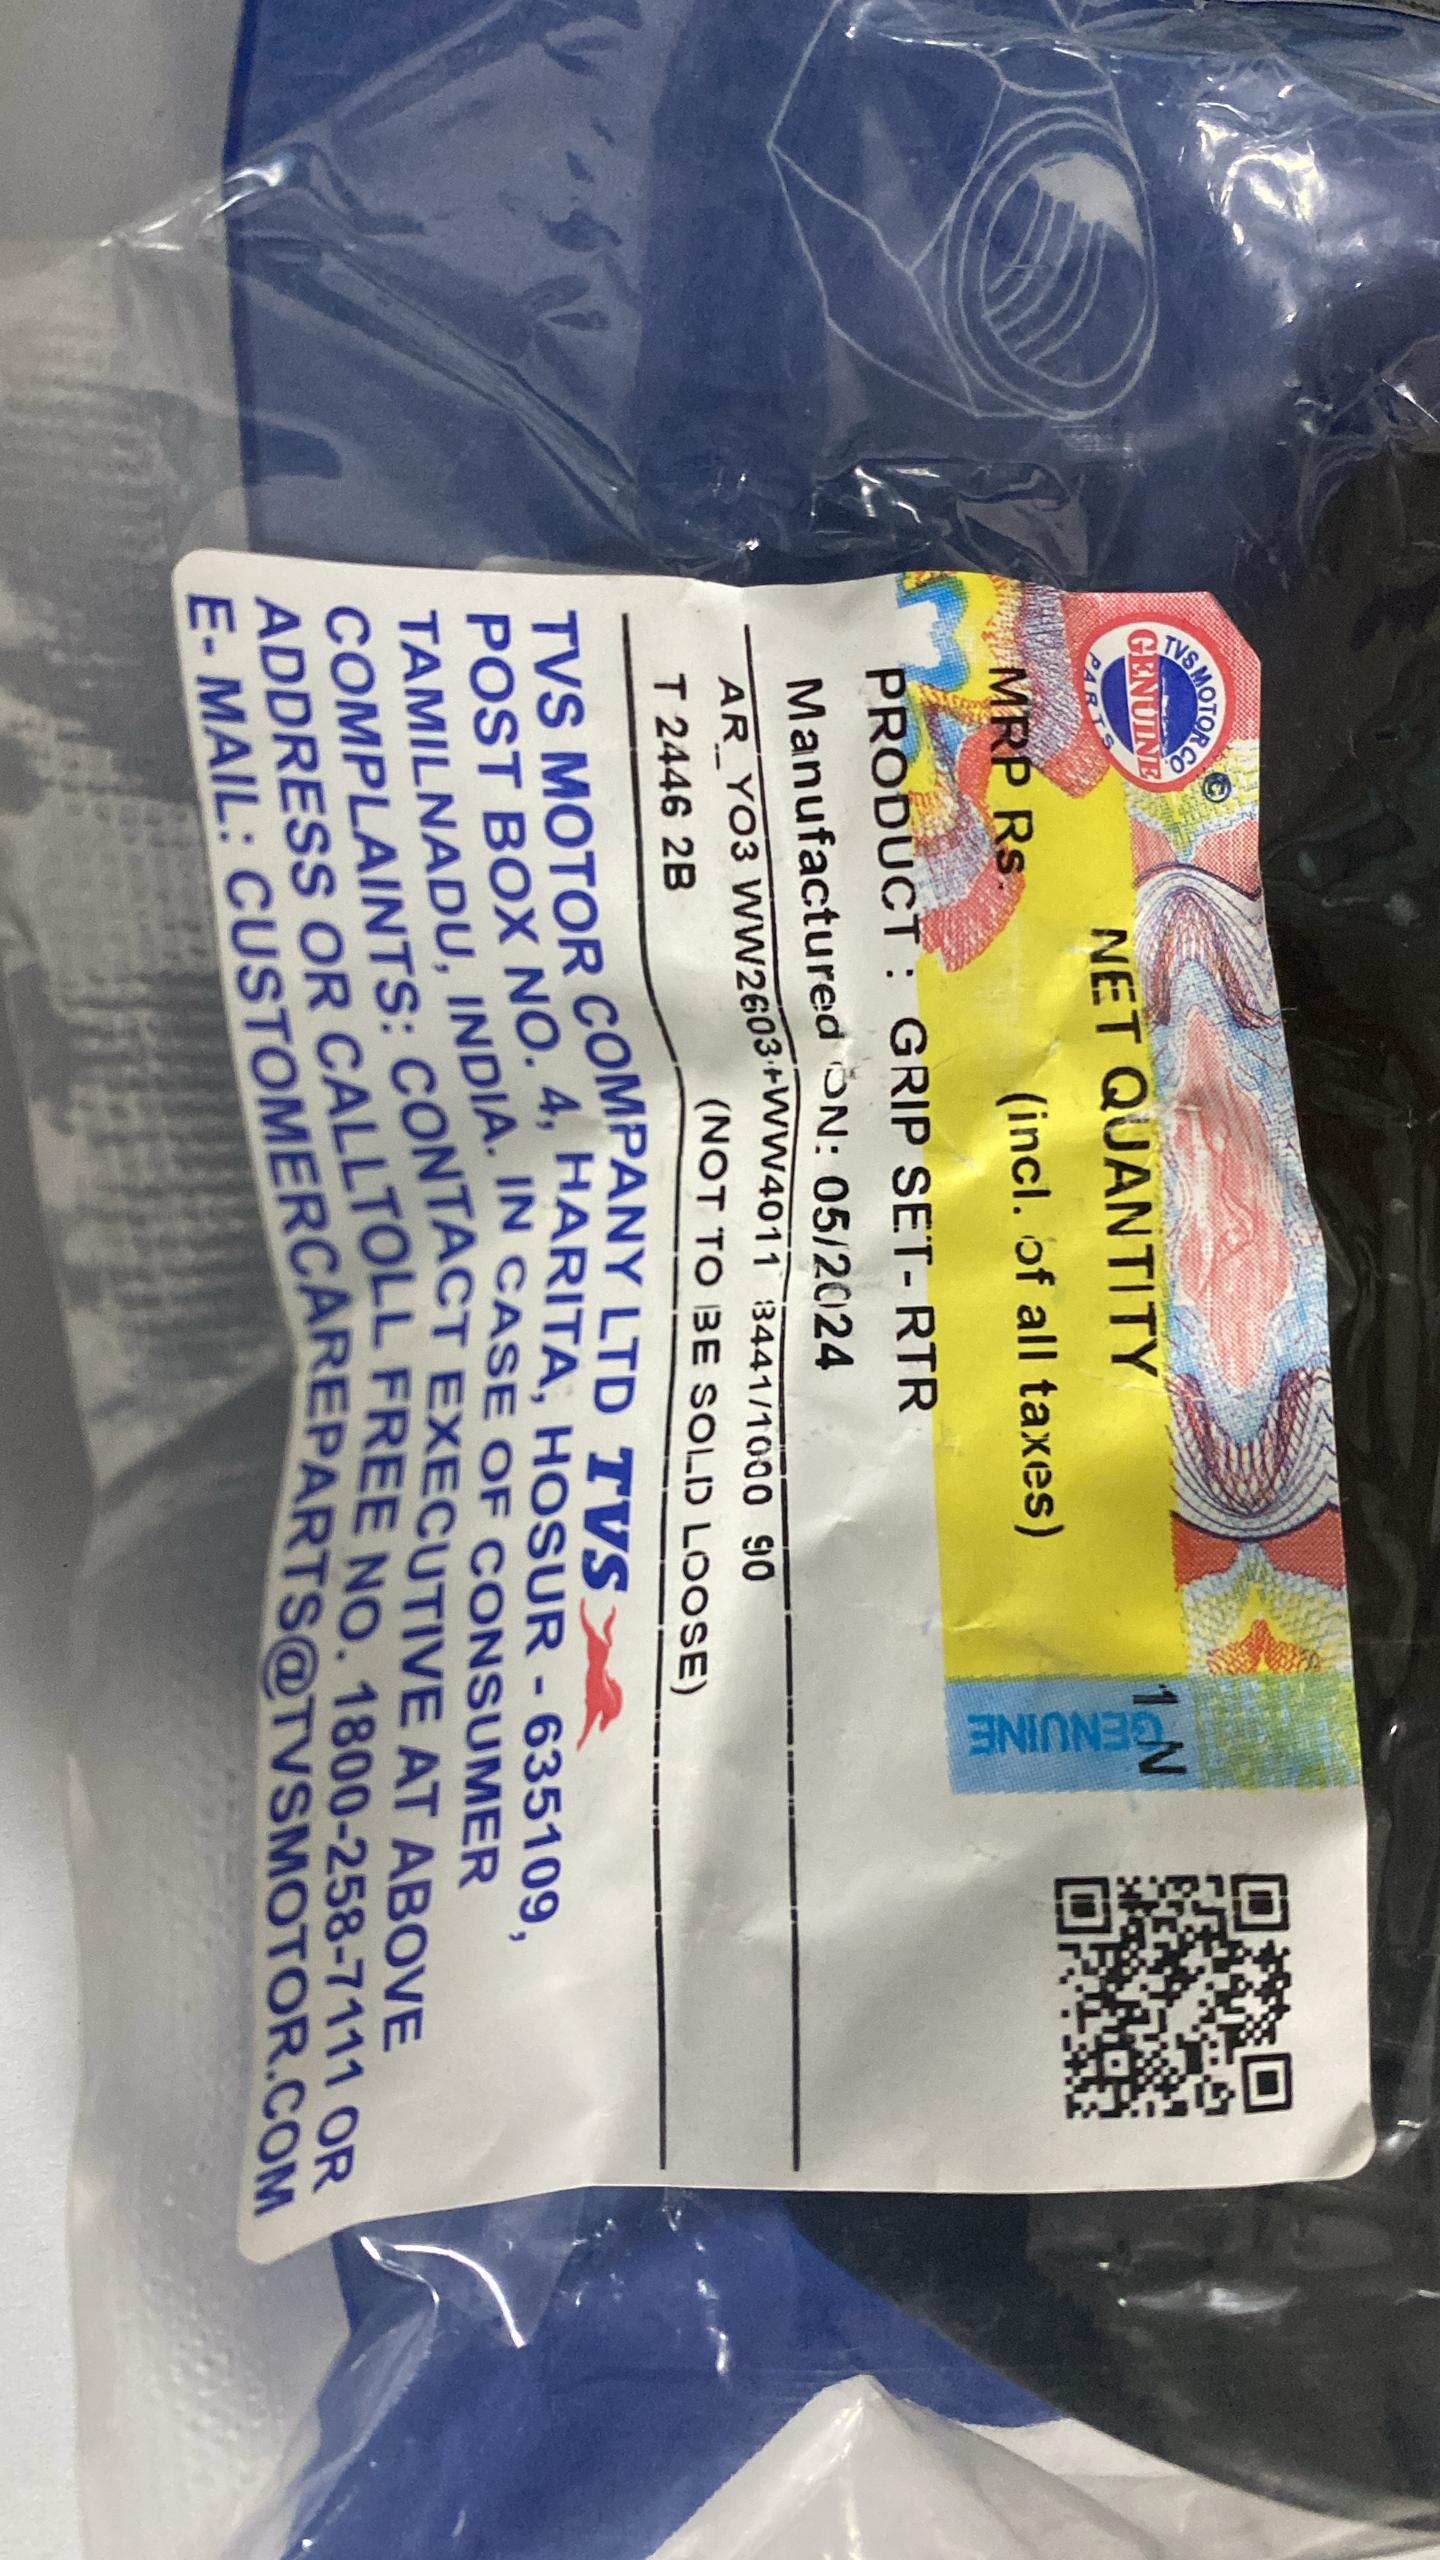 TVS MOTOR CO
GENUINE
PARTS
©
NET QUANTITY 1 N
MRP Rs. (incl. of all taxes)
GENUINE
PRODUCT : GRIP SET- RTR
Manufactured ON: 05/2024
AR_YO3 WW2603+WW4011 3441/1000 90
T 2446 2B (NOT TO BE SOLD LOOSE)
TVS MOTOR COMPANY LTD TVS
POST BOX NO. 4, HARITA, HOSUR - 635109,
TAMILNADU, INDIA. IN CASE OF CONSUMER
COMPLAINTS: CONTACT EXECUTIVE AT ABOVE
ADDRESS OR CALLTOLL FREE NO. 1800-258-7111 OR
E- MAIL: CUSTOMERCAREPARTS@TVSMOTOR.COM